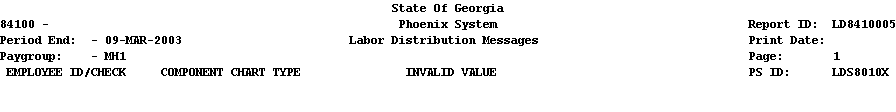 State Of Georgia
84100 - Phoenix System Report ID: LD8410005
Period End: - 09-MAR-2003 Labor Distribution Messages Print Date:
Paygroup: - MH1 Page: 1
EMPLOYEE ID/CHECK COMPONENT CHART TYPE INVALID VALUE PS ID: LDS8010X